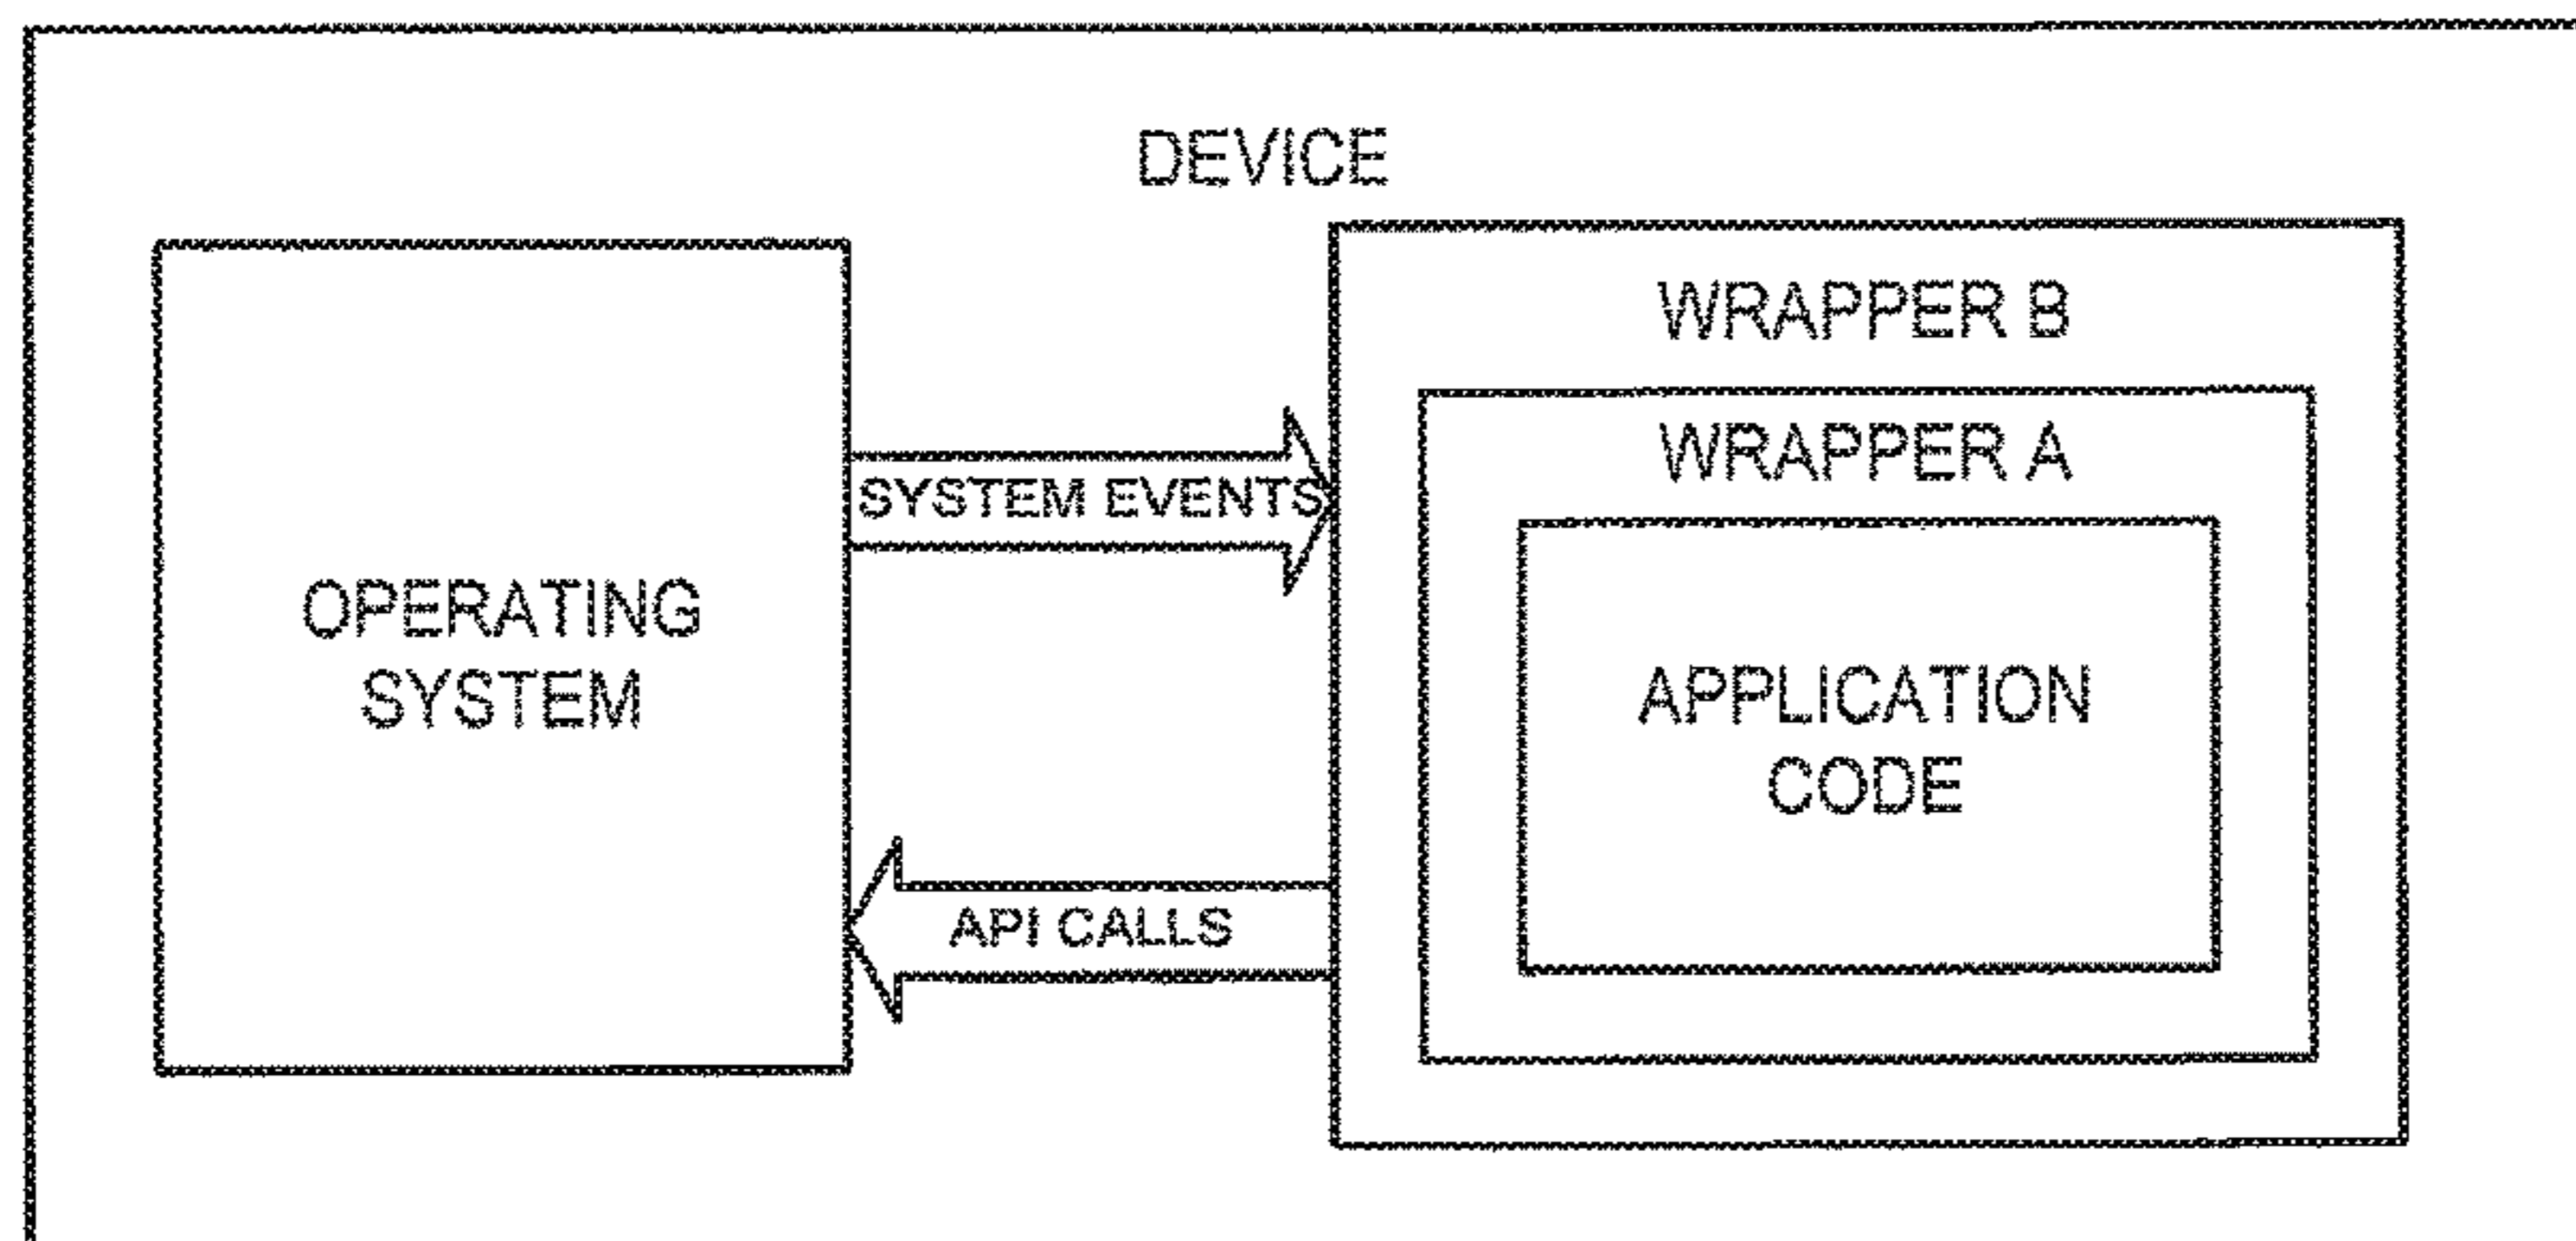 DEVICE
WRAPPER B
WRAPPER A
SYSTEM EVENTS
OPERATING
SYSTEM
APPLICATION
CODE
API CALLS